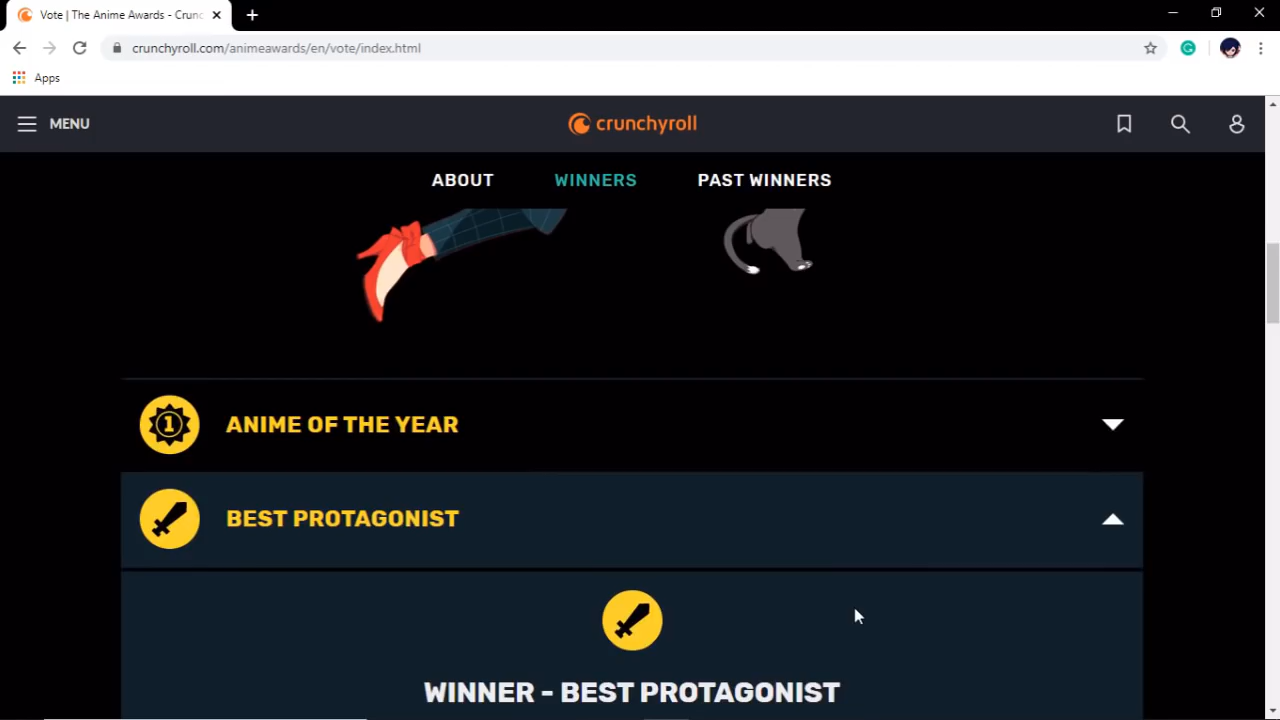 Vote | The Anime Awards - Crunc
crunchyroll.com/animeawards/en/vote/index.html
Apps
MENU
crunchyroll
ABOUT
WINNERS
PAST WINNERS
1
ANIME OF THE YEAR
BEST PROTAGONIST
WINNER - BEST PROTAGONIST